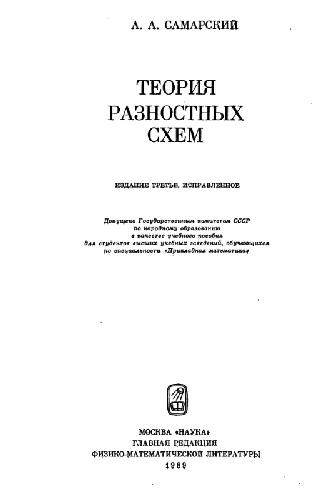 А. А. САМАРСКИЙ
ТЕОРИЯ
РАЗНОСТНЫХ
СХЕМ
ИЗДАНИЕ ТРЕТЬЕ, ИСПРАВЛЕННОЕ
Допущено Государственным комитетом СССР
по народному образованию
в качестве учебного пособия
для студентов высших учебных заведений, обучающихся
по специальности «Прикладная математика»
МОСКВА «НАУКА»
ГЛАВНАЯ РЕДАКЦИЯ
ФИЗИКО-МАТЕМАТИЧЕСКОЙ ЛИТЕРАТУРЫ
1989